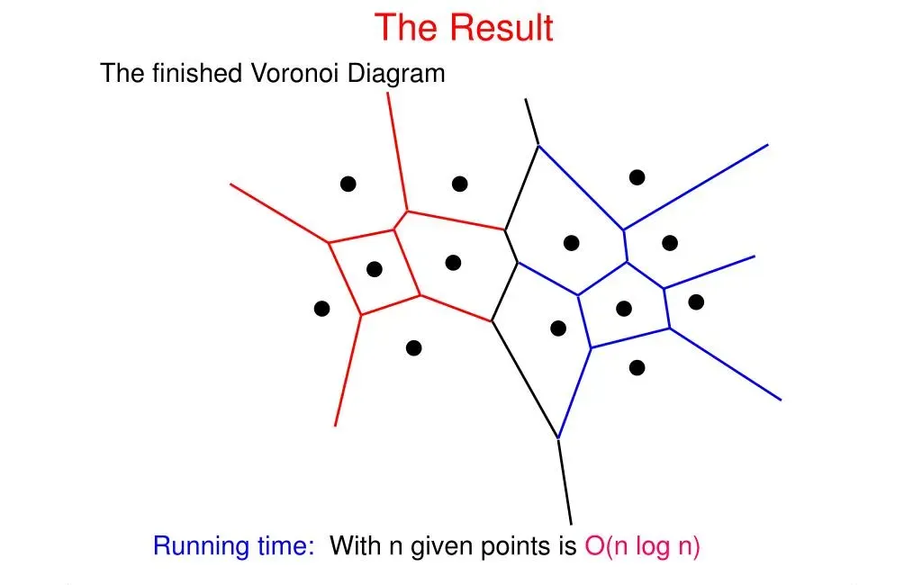 The Result
The finished Voronoi Diagram
Running time: With n given points is O(n log n)